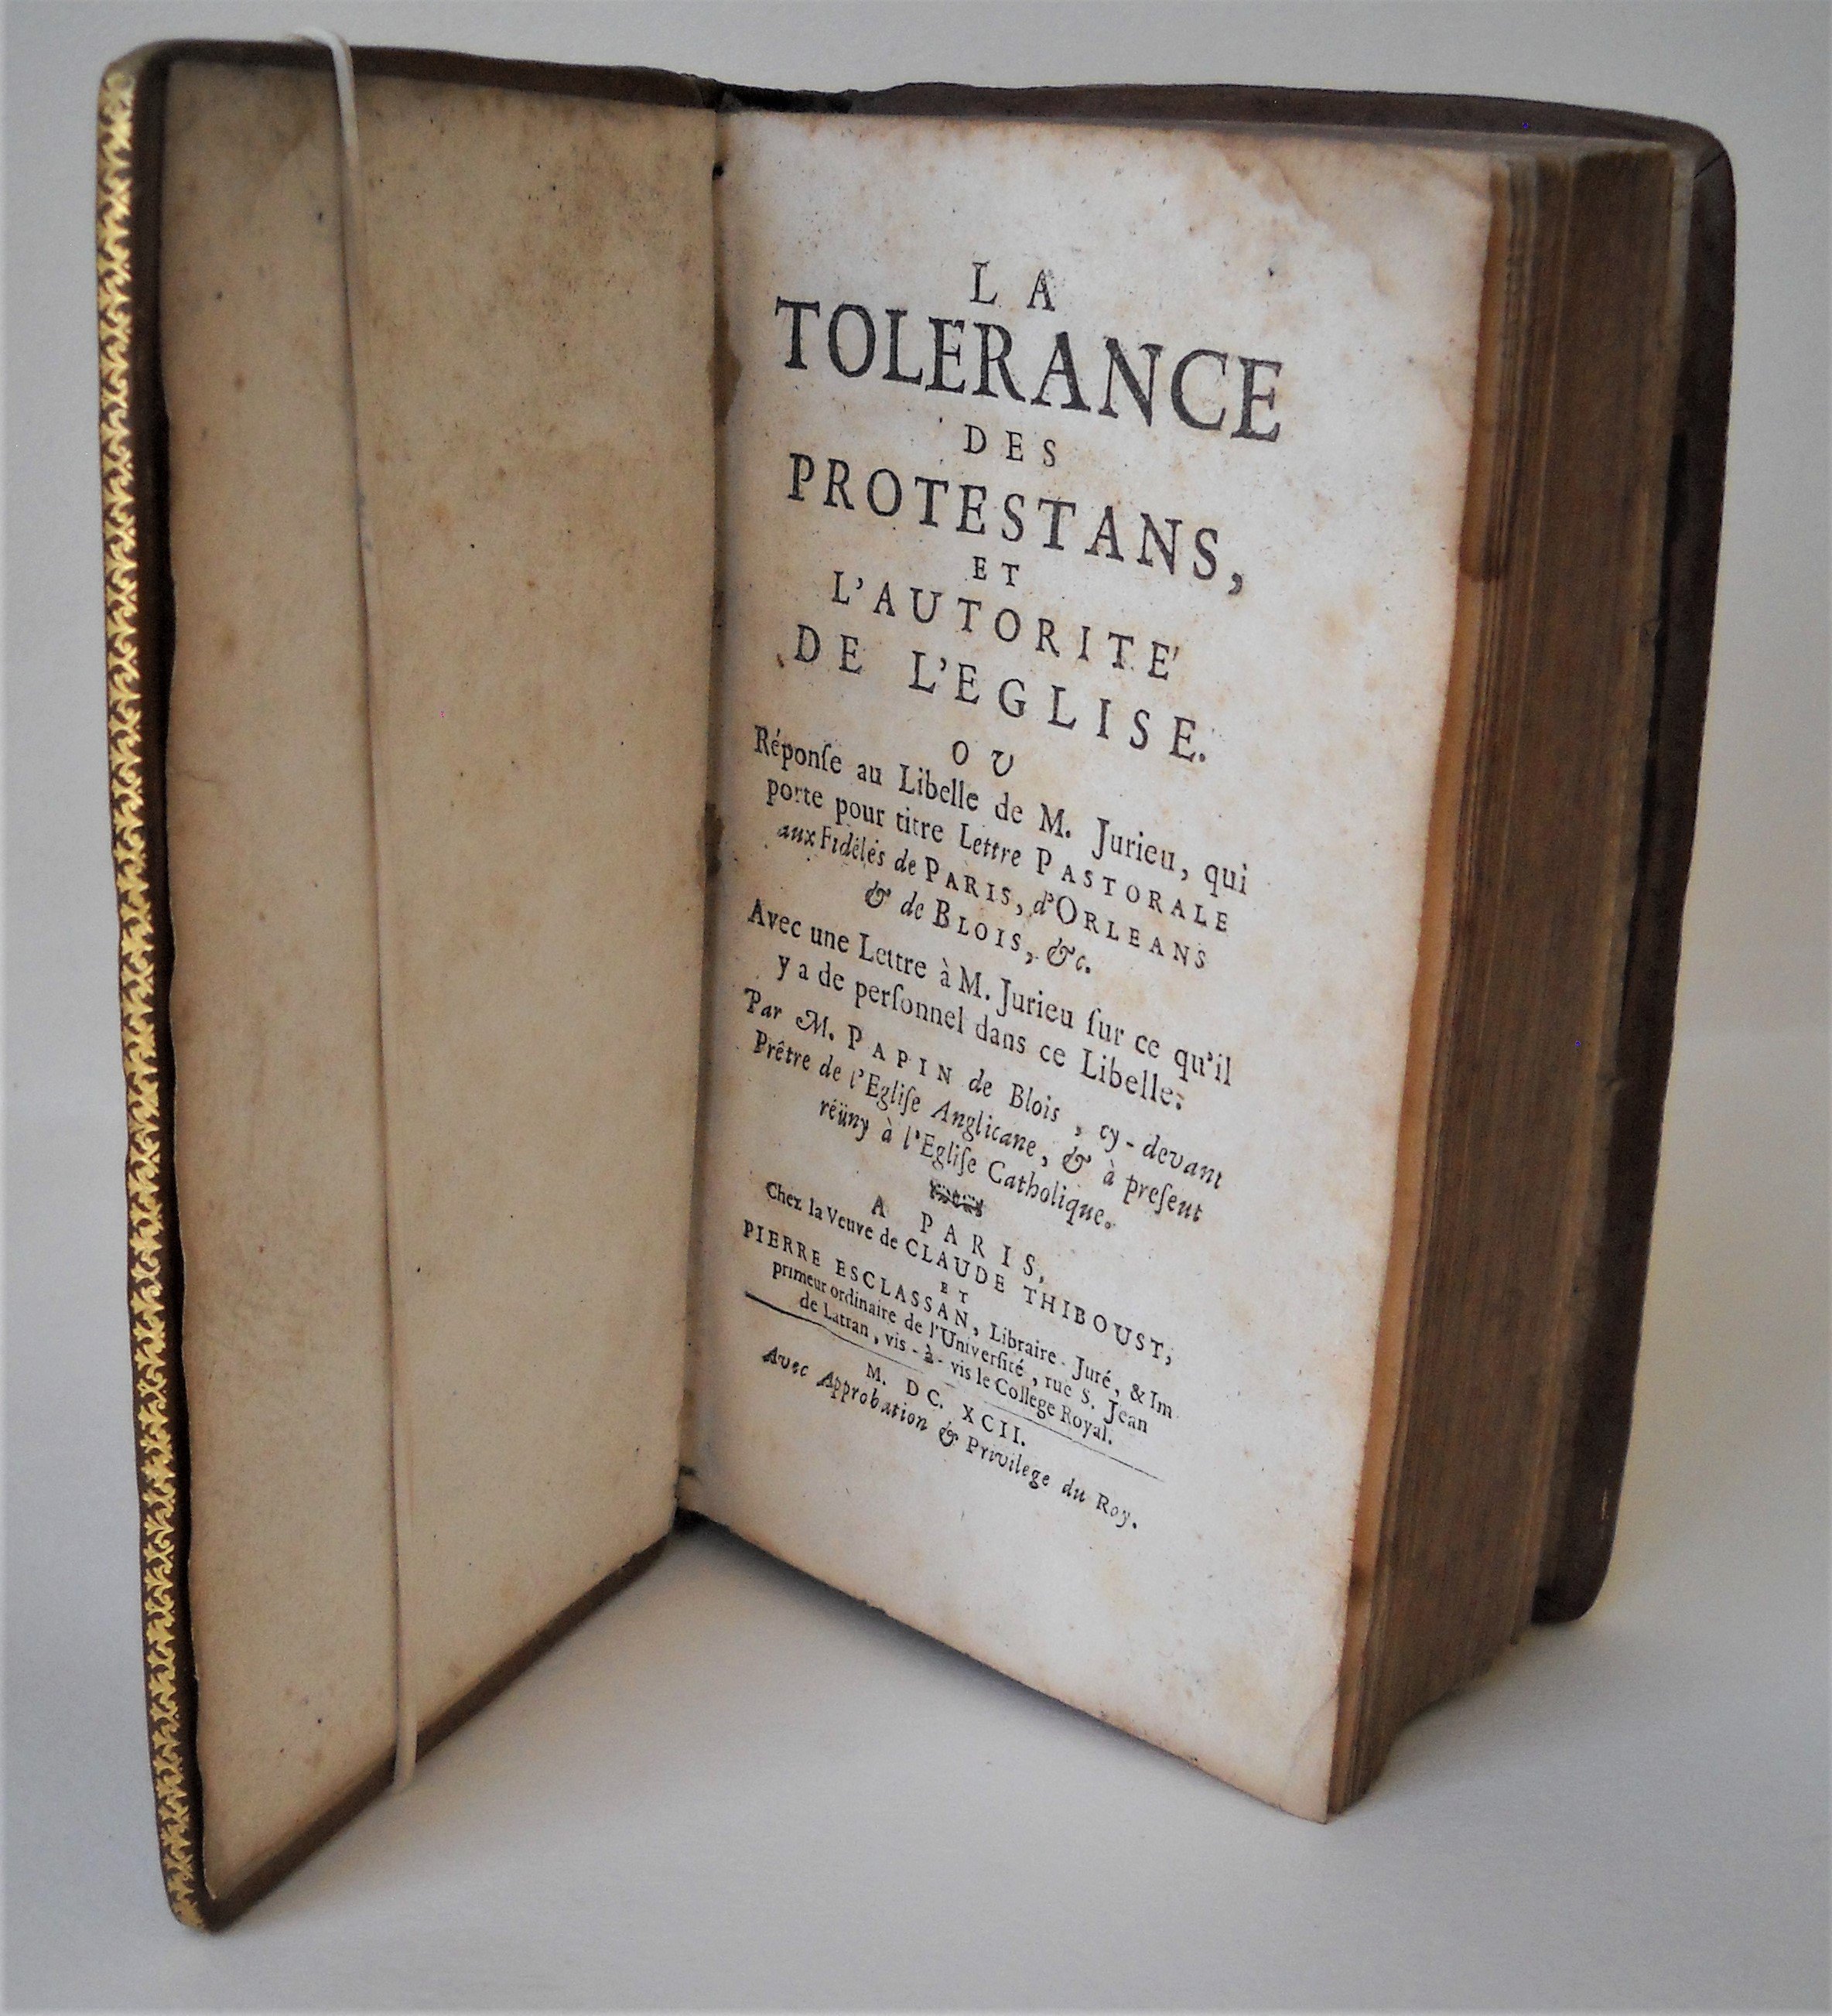 LA
TOLERANCE
DES
PROTESTANS,
ET
L'AUTORITE'
DE L'EGLISE.
OU
Réponſe au Libelle de M. Jurieu, qui
porte pour titre Lettre PASTORALE
aux Fidéles de PARIS, d'ORLEANS
& de BLOIS, &c.
Avec une Lettre à M. Jurieu ſur ce qu'il
y a de perſonnel dans ce Libelle:
Par M. PAPIN de Blois, cy-devant
Prêtre de l'Egliſe Anglicane, & à preſent
réüny à l'Egliſe Catholique.
A PARIS,
Chez la Veuve de CLAUDE THIBOUST,
ET
PIERRE ESCLASSAN, Libraire-Juré, & Im
primeur ordinaire de l'Univerſité, ruë S. Jean
de Latran, vis-à-vis le College Royal.
M. DC. XCII.
Avec Approbation & Privilege du Roy.